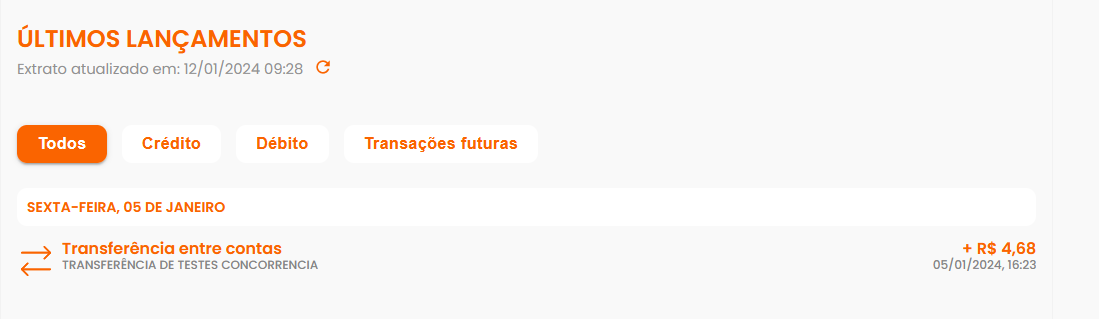 ÚLTIMOS LANÇAMENTOS
Extrato atualizado em: 12/01/2024 09:28
Todos Crédito Débito Transações futuras
SEXTA-FEIRA, 05 DE JANEIRO
Transferência entre contas + R$ 4,68
TRANSFERÊNCIA DE TESTES CONCORRENCIA 05/01/2024, 16:23